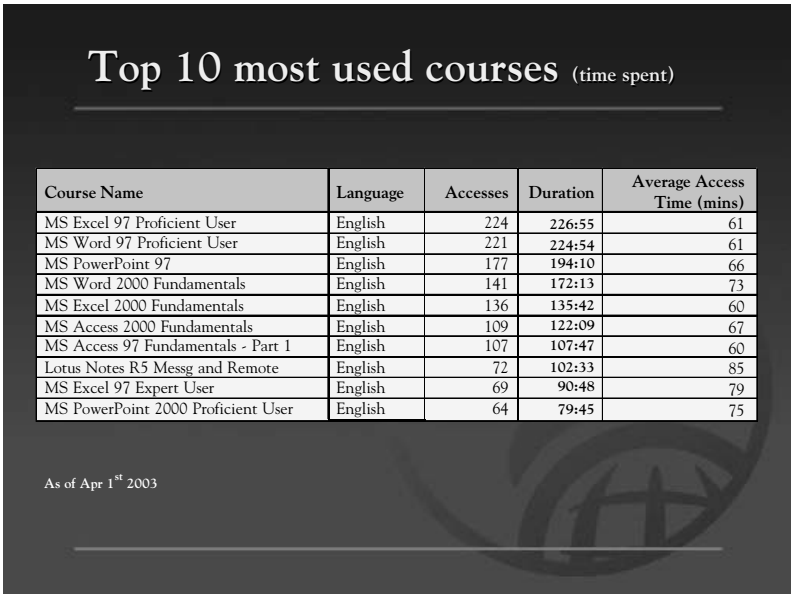 Top 10 most used courses (time spent)
Course Name Language Accesses Duration Average Access Time (mins)
MS Excel 97 Proficient User English 224 226:55 61
MS Word 97 Proficient User English 221 224:54 61
MS PowerPoint 97 English 177 194:10 66
MS Word 2000 Fundamentals English 141 172:13 73
MS Excel 2000 Fundamentals English 136 135:42 60
MS Access 2000 Fundamentals English 109 122:09 67
MS Access 97 Fundamentals - Part 1 English 107 107:47 60
Lotus Notes R5 Messg and Remote English 72 102:33 85
MS Excel 97 Expert User English 69 90:48 79
MS PowerPoint 2000 Proficient User English 64 79:45 75
As of Apr 1st 2003